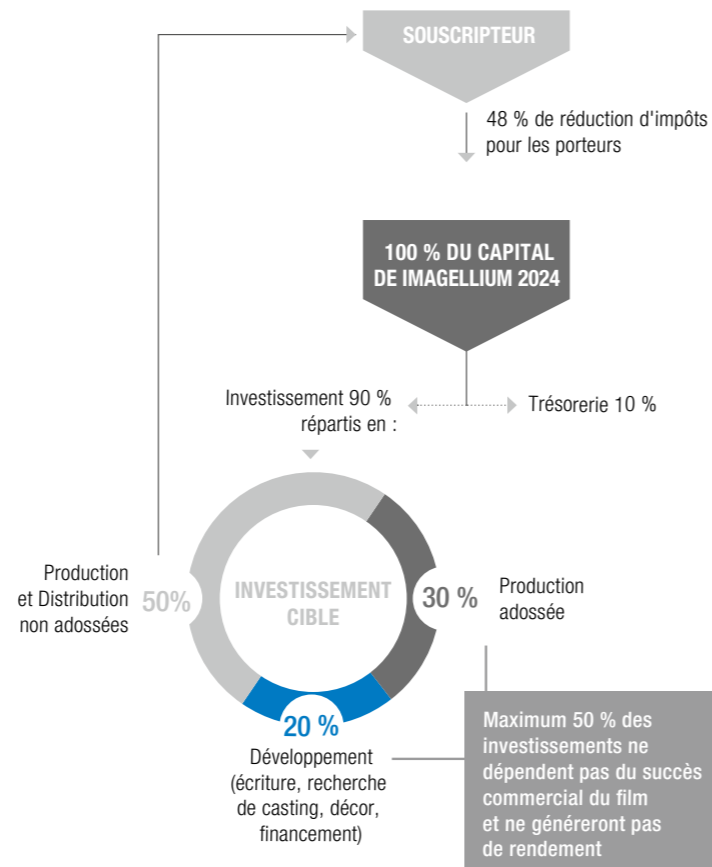 SOUSCRIPTEUR
48 % de réduction d'impôts
pour les porteurs
100 % DU CAPITAL
DE IMAGELLIUM 2024
Investissement 90 %
répartis en :
Trésorerie 10 %
Production
et Distribution
non adossées
50%
INVESTISSEMENT
CIBLE
30 %
Production
adossée
20 %
Développement
(écriture, recherche
de casting, décor,
financement)
Maximum 50 % des
investissements ne
dépendent pas du succès
commercial du film
et ne généreront pas
de rendement